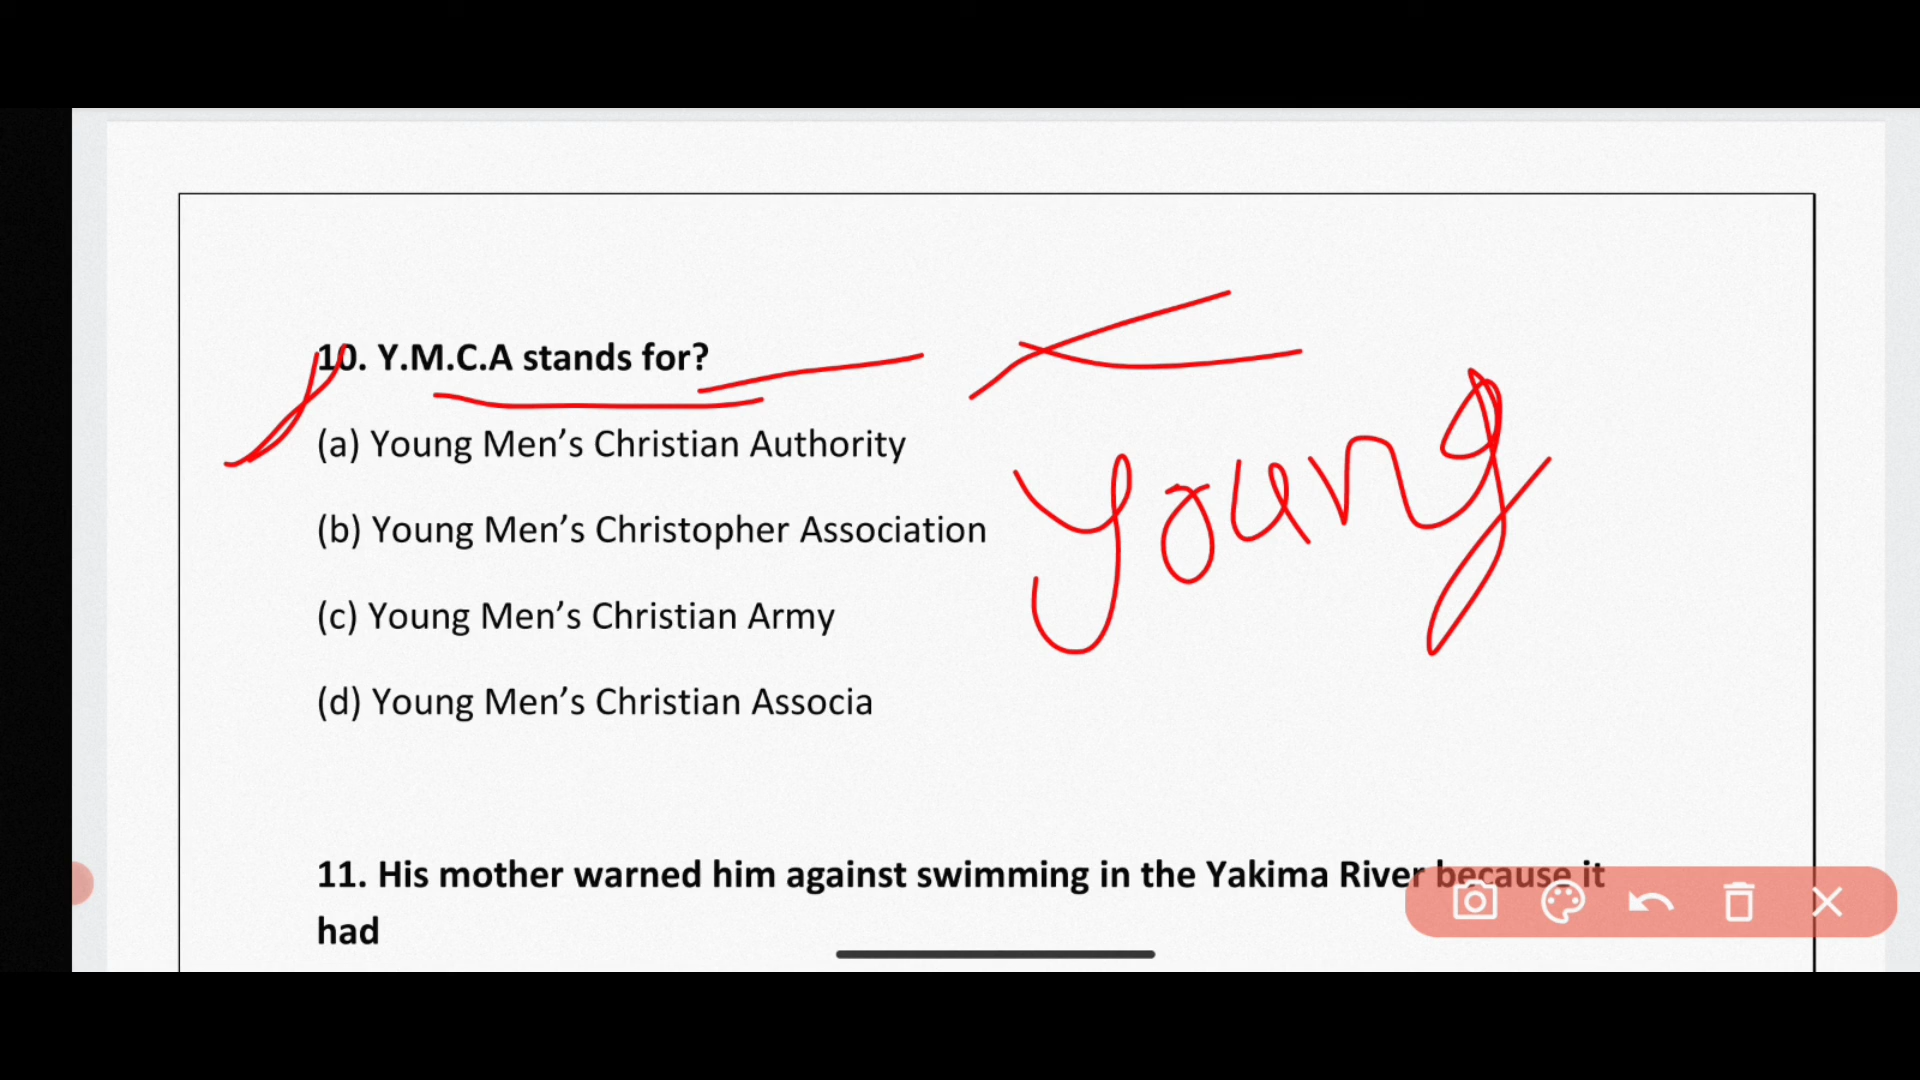 10. Y.M.C.A stands for?
(a) Young Men’s Christian Authority
(b) Young Men’s Christopher Association
(c) Young Men’s Christian Army
(d) Young Men’s Christian Associa
Young
11. His mother warned him against swimming in the Yakima River because it
had